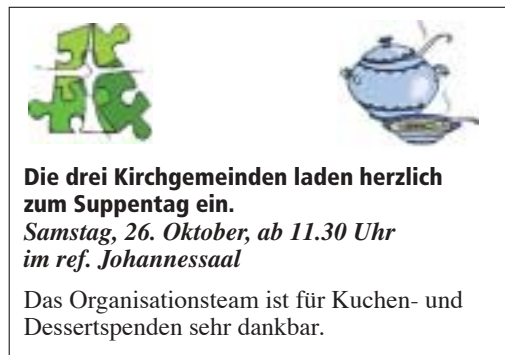 Die drei Kirchgemeinden laden herzlich
zum Suppentag ein.
Samstag, 26. Oktober, ab 11.30 Uhr
im ref. Johannessaal
Das Organisationsteam ist für Kuchen- und
Dessertspenden sehr dankbar.